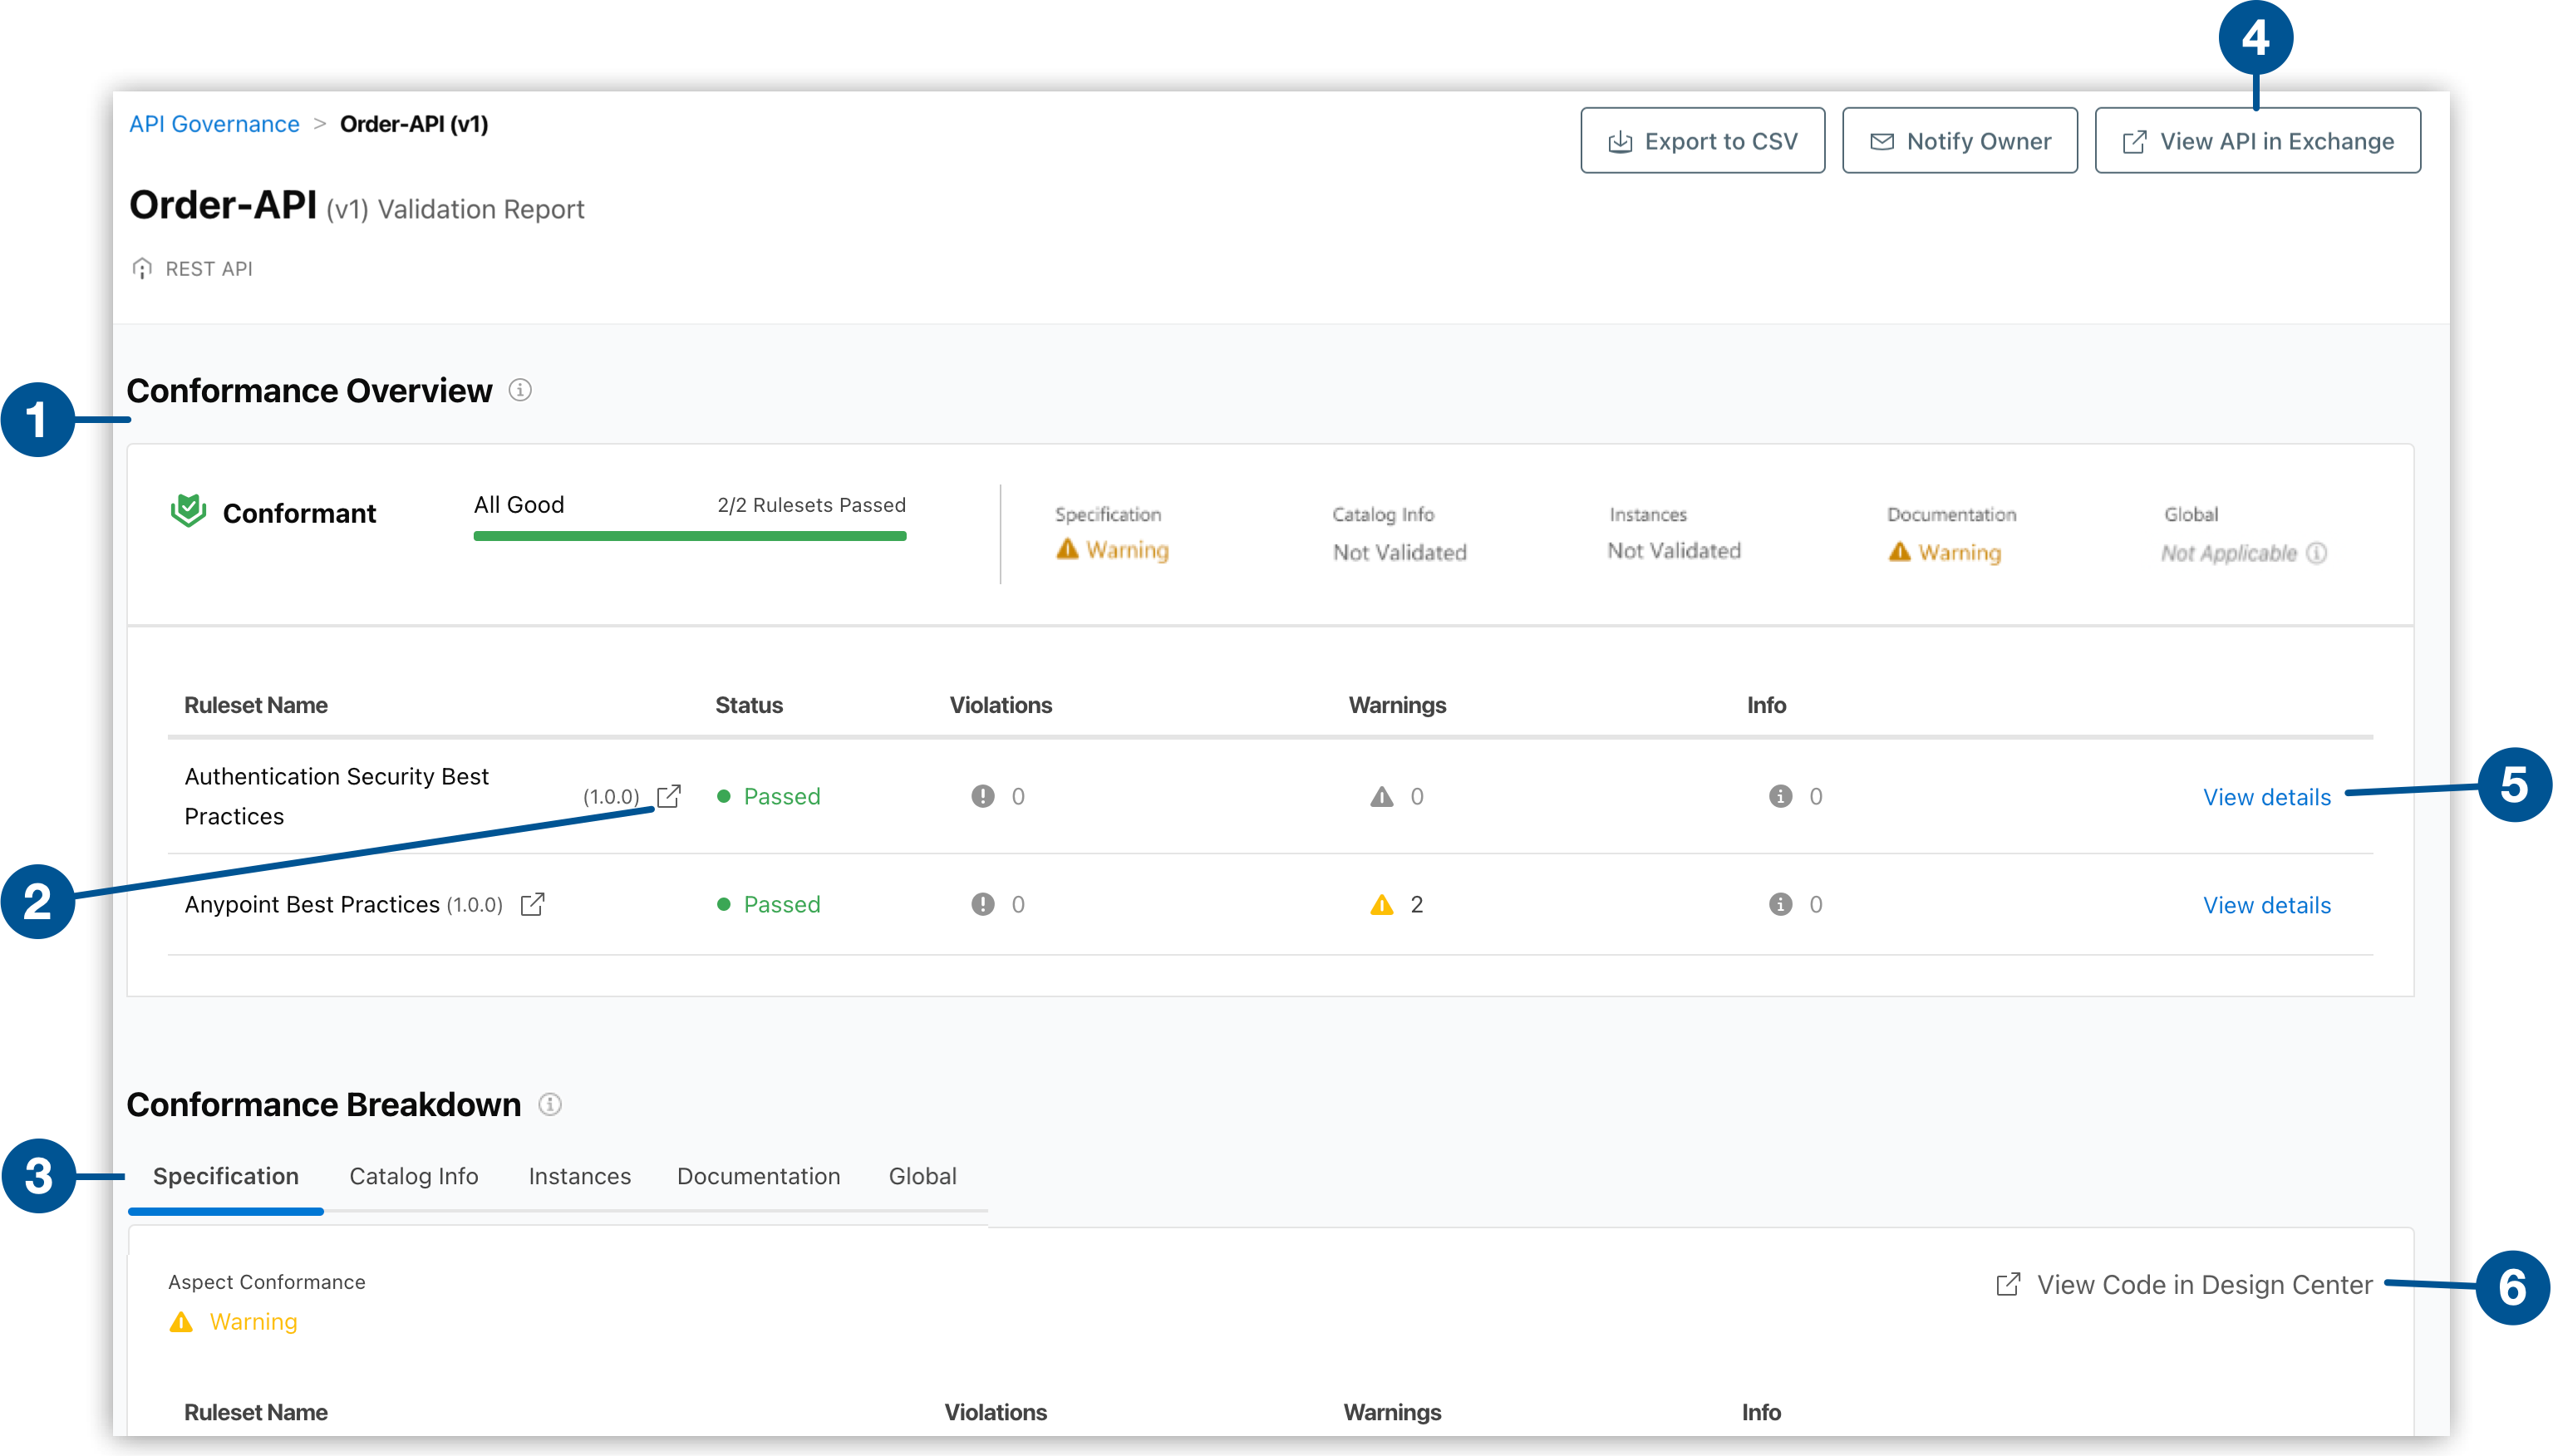 4
API Governance > Order-API (v1)
Export to CSV
Notify Owner
View API in Exchange
Order-API (v1) Validation Report
REST API
1
Conformance Overview
Conformant
All Good
2/2 Rulesets Passed
Specification
Warning
Catalog Info
Not Validated
Instances
Not Validated
Documentation
Warning
Global
Not Applicable
Ruleset Name Status Violations Warnings Info
Authentication Security Best
Practices
(1.0.0) Passed 0 0 0 View details
5
2
Anypoint Best Practices (1.0.0) Passed 0 2 0 View details
Conformance Breakdown
3
Specification Catalog Info Instances Documentation Global
Aspect Conformance
Warning
View Code in Design Center
6
Ruleset Name Violations Warnings Info